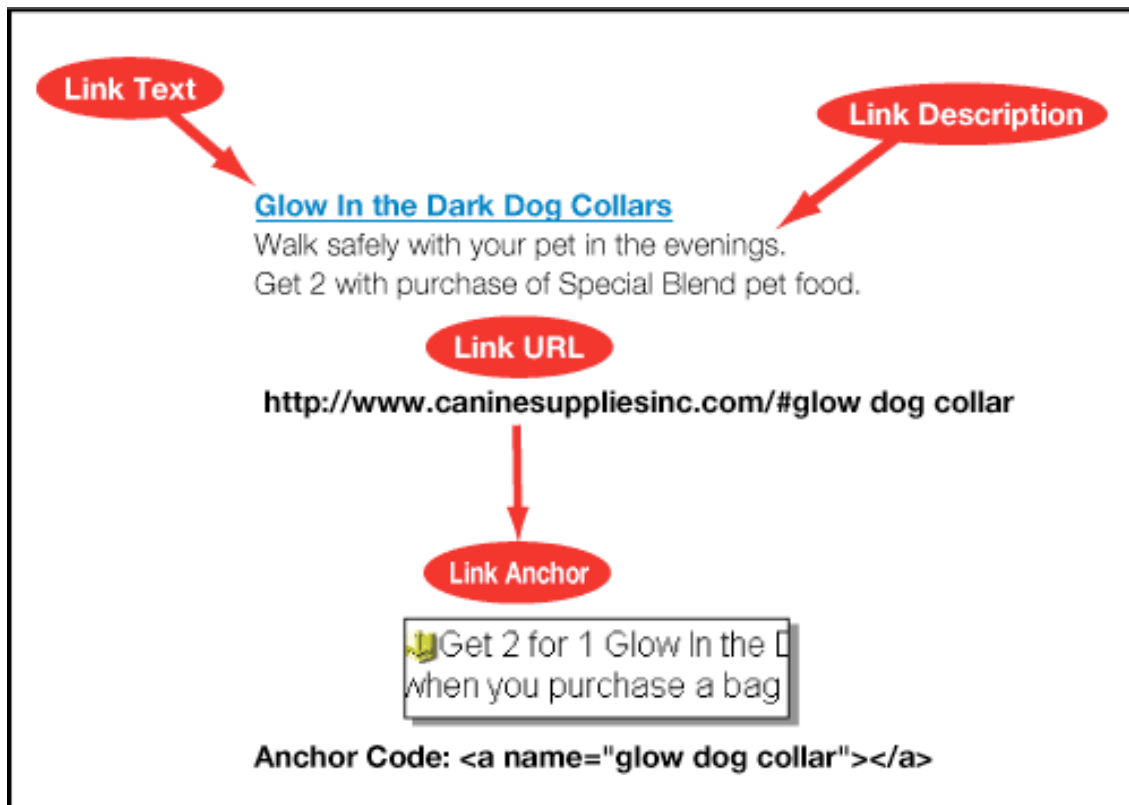 Link Text
Link Description
Glow In the Dark Dog Collars
Walk safely with your pet in the evenings.
Get 2 with purchase of Special Blend pet food.
Link URL
http://www.caninesuppliesinc.com/#glow dog collar
Link Anchor
Get 2 for 1 Glow In the D
when you purchase a bag
Anchor Code: <a name="glow dog collar"></a>